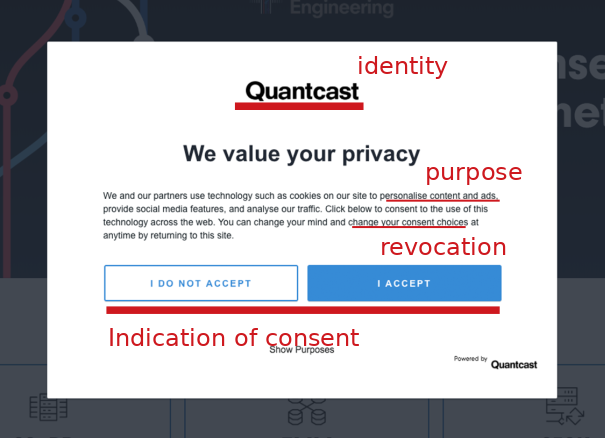 Engineering
identity
Quantcast
We value your privacy
purpose
We and our partners use technology such as cookies on our site to personalise content and ads,
provide social media features, and analyse our traffic. Click below to consent to the use of this
technology across the web. You can change your mind and change your consent choices at
anytime by returning to this site.
revocation
I DO NOT ACCEPT
I ACCEPT
Indication of consent
Show Purposes
Powered by Quantcast